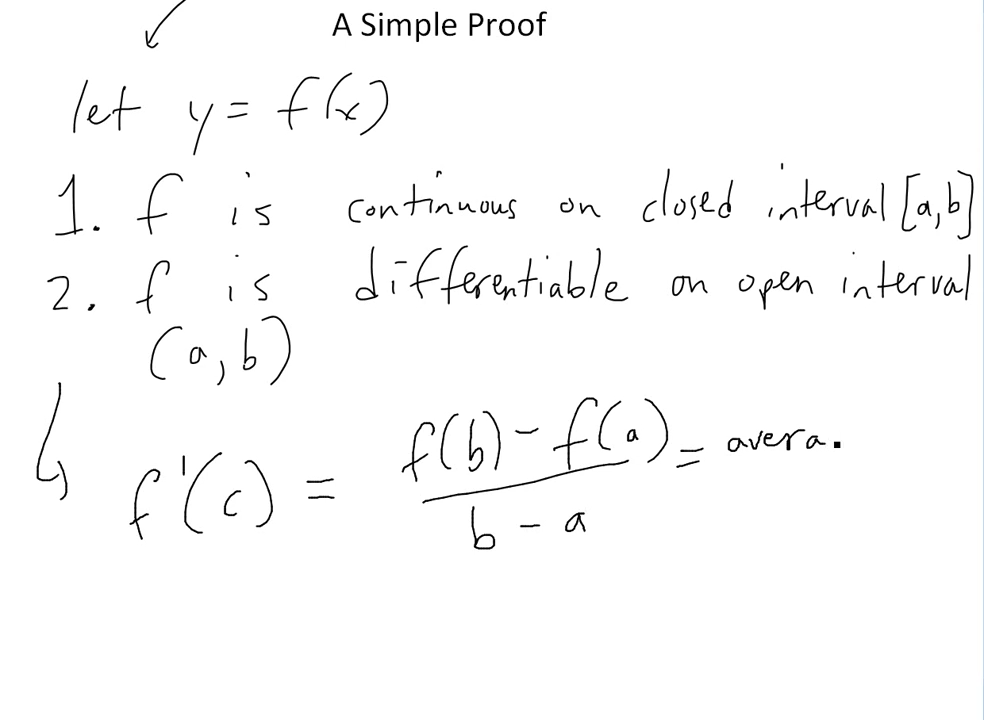 A Simple Proof
let y = f(x)
1. f is continuous on closed interval [a,b]
2. f is differentiable on open interval
(a,b)
f'(c) = f(b) - f(a) / b - a = avera.